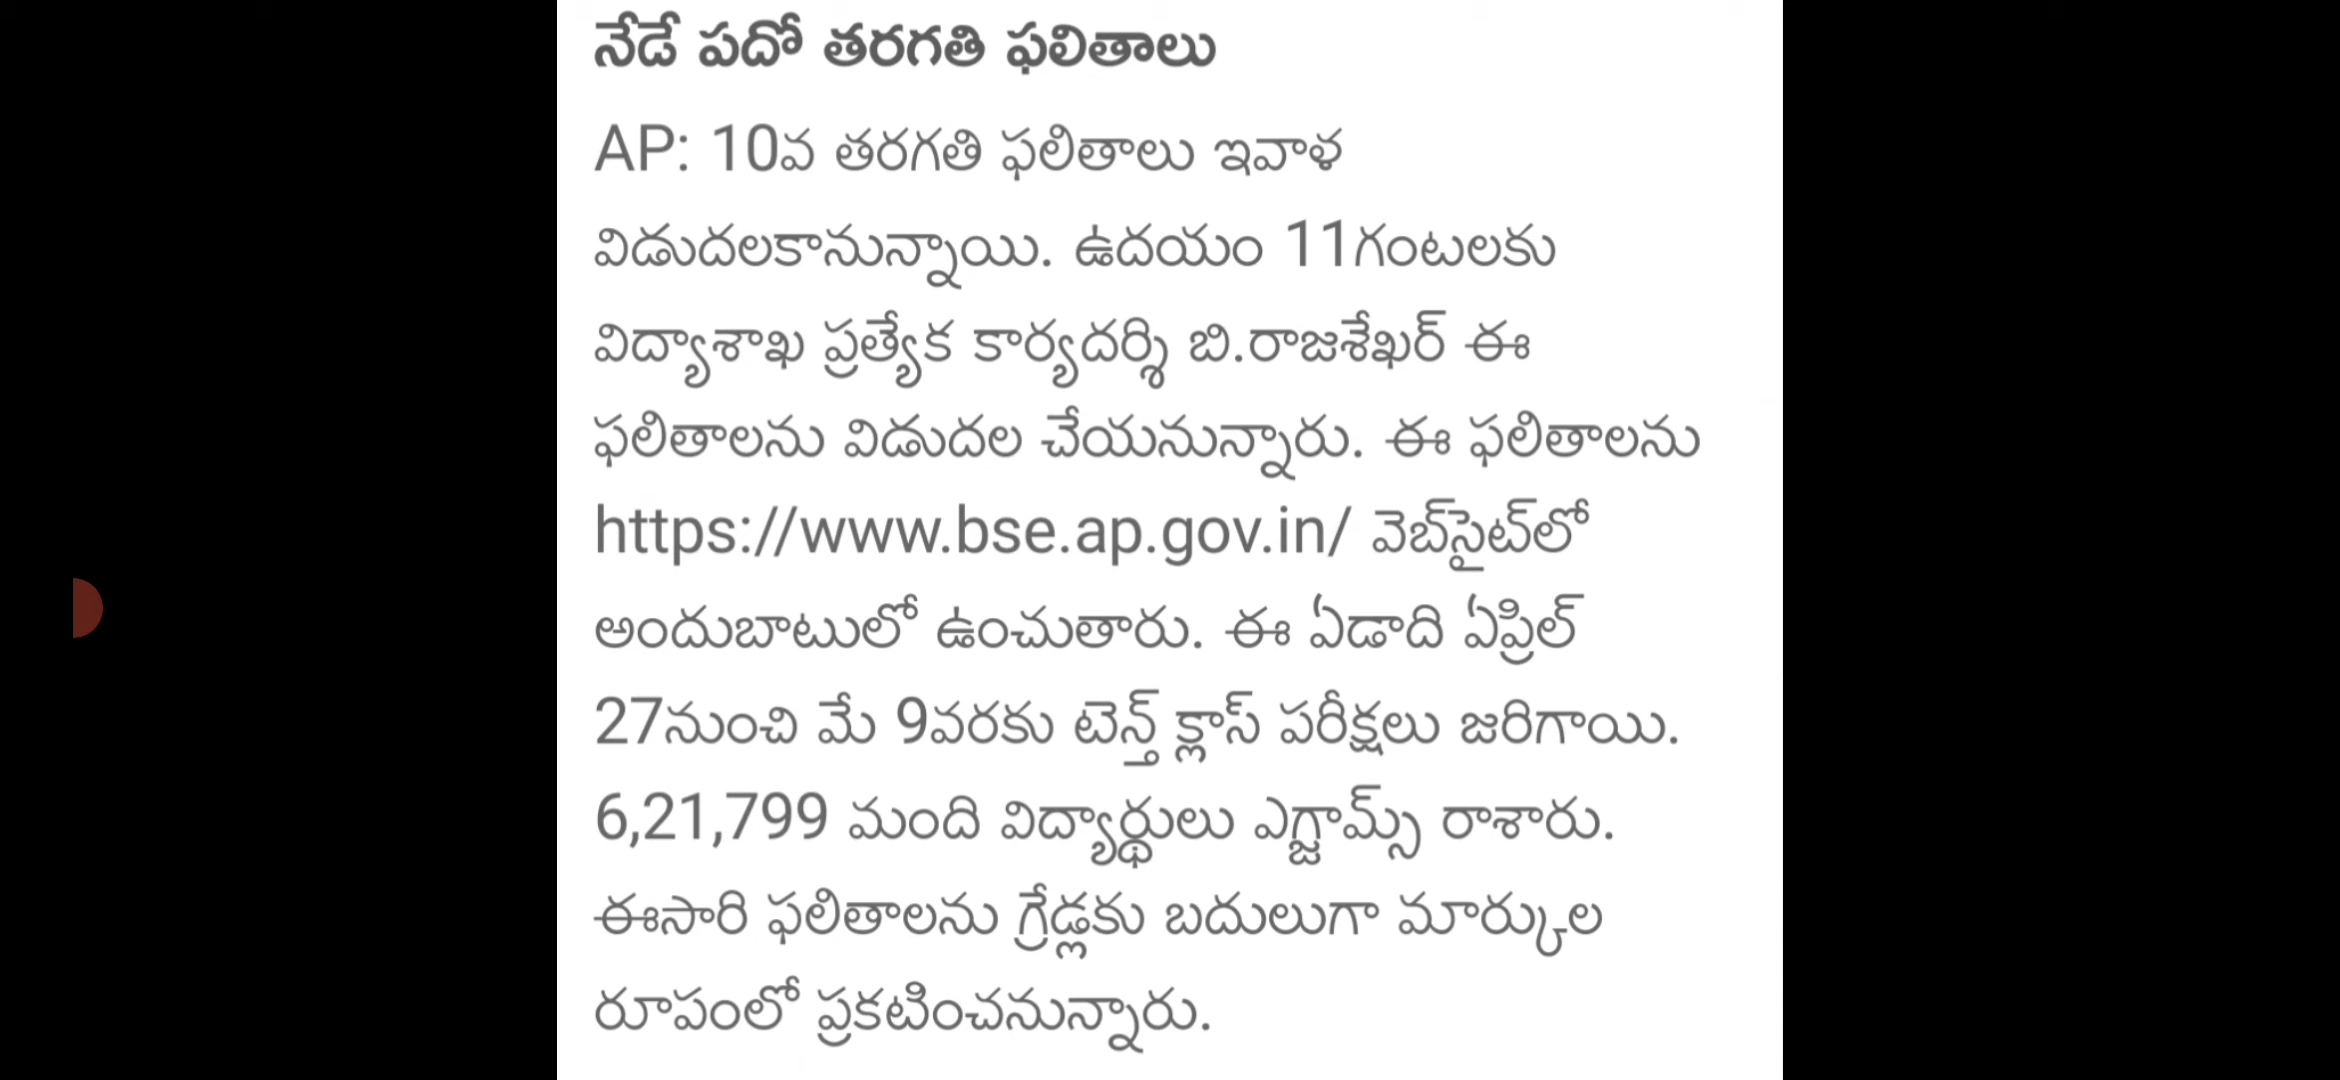 నేడే పదో తరగతి ఫలితాలు
AP: 10వ తరగతి ఫలితాలు ఇవాళ
విడుదలకానున్నాయి. ఉదయం 11గంటలకు
విద్యాశాఖ ప్రత్యేక కార్యదర్శి బి.రాజశేఖర్ ఈ
ఫలితాలను విడుదల చేయనున్నారు. ఈ ఫలితాలను
https://www.bse.ap.gov.in/ వెబ్‌సైట్‌లో
అందుబాటులో ఉంచుతారు. ఈ ఏడాది ఏప్రిల్
27నుంచి మే 9వరకు టెన్త్ క్లాస్ పరీక్షలు జరిగాయి.
6,21,799 మంది విద్యార్థులు ఎగ్జామ్స్ రాశారు.
ఈసారి ఫలితాలను గ్రేడ్లకు బదులుగా మార్కుల
రూపంలో ప్రకటించనున్నారు.